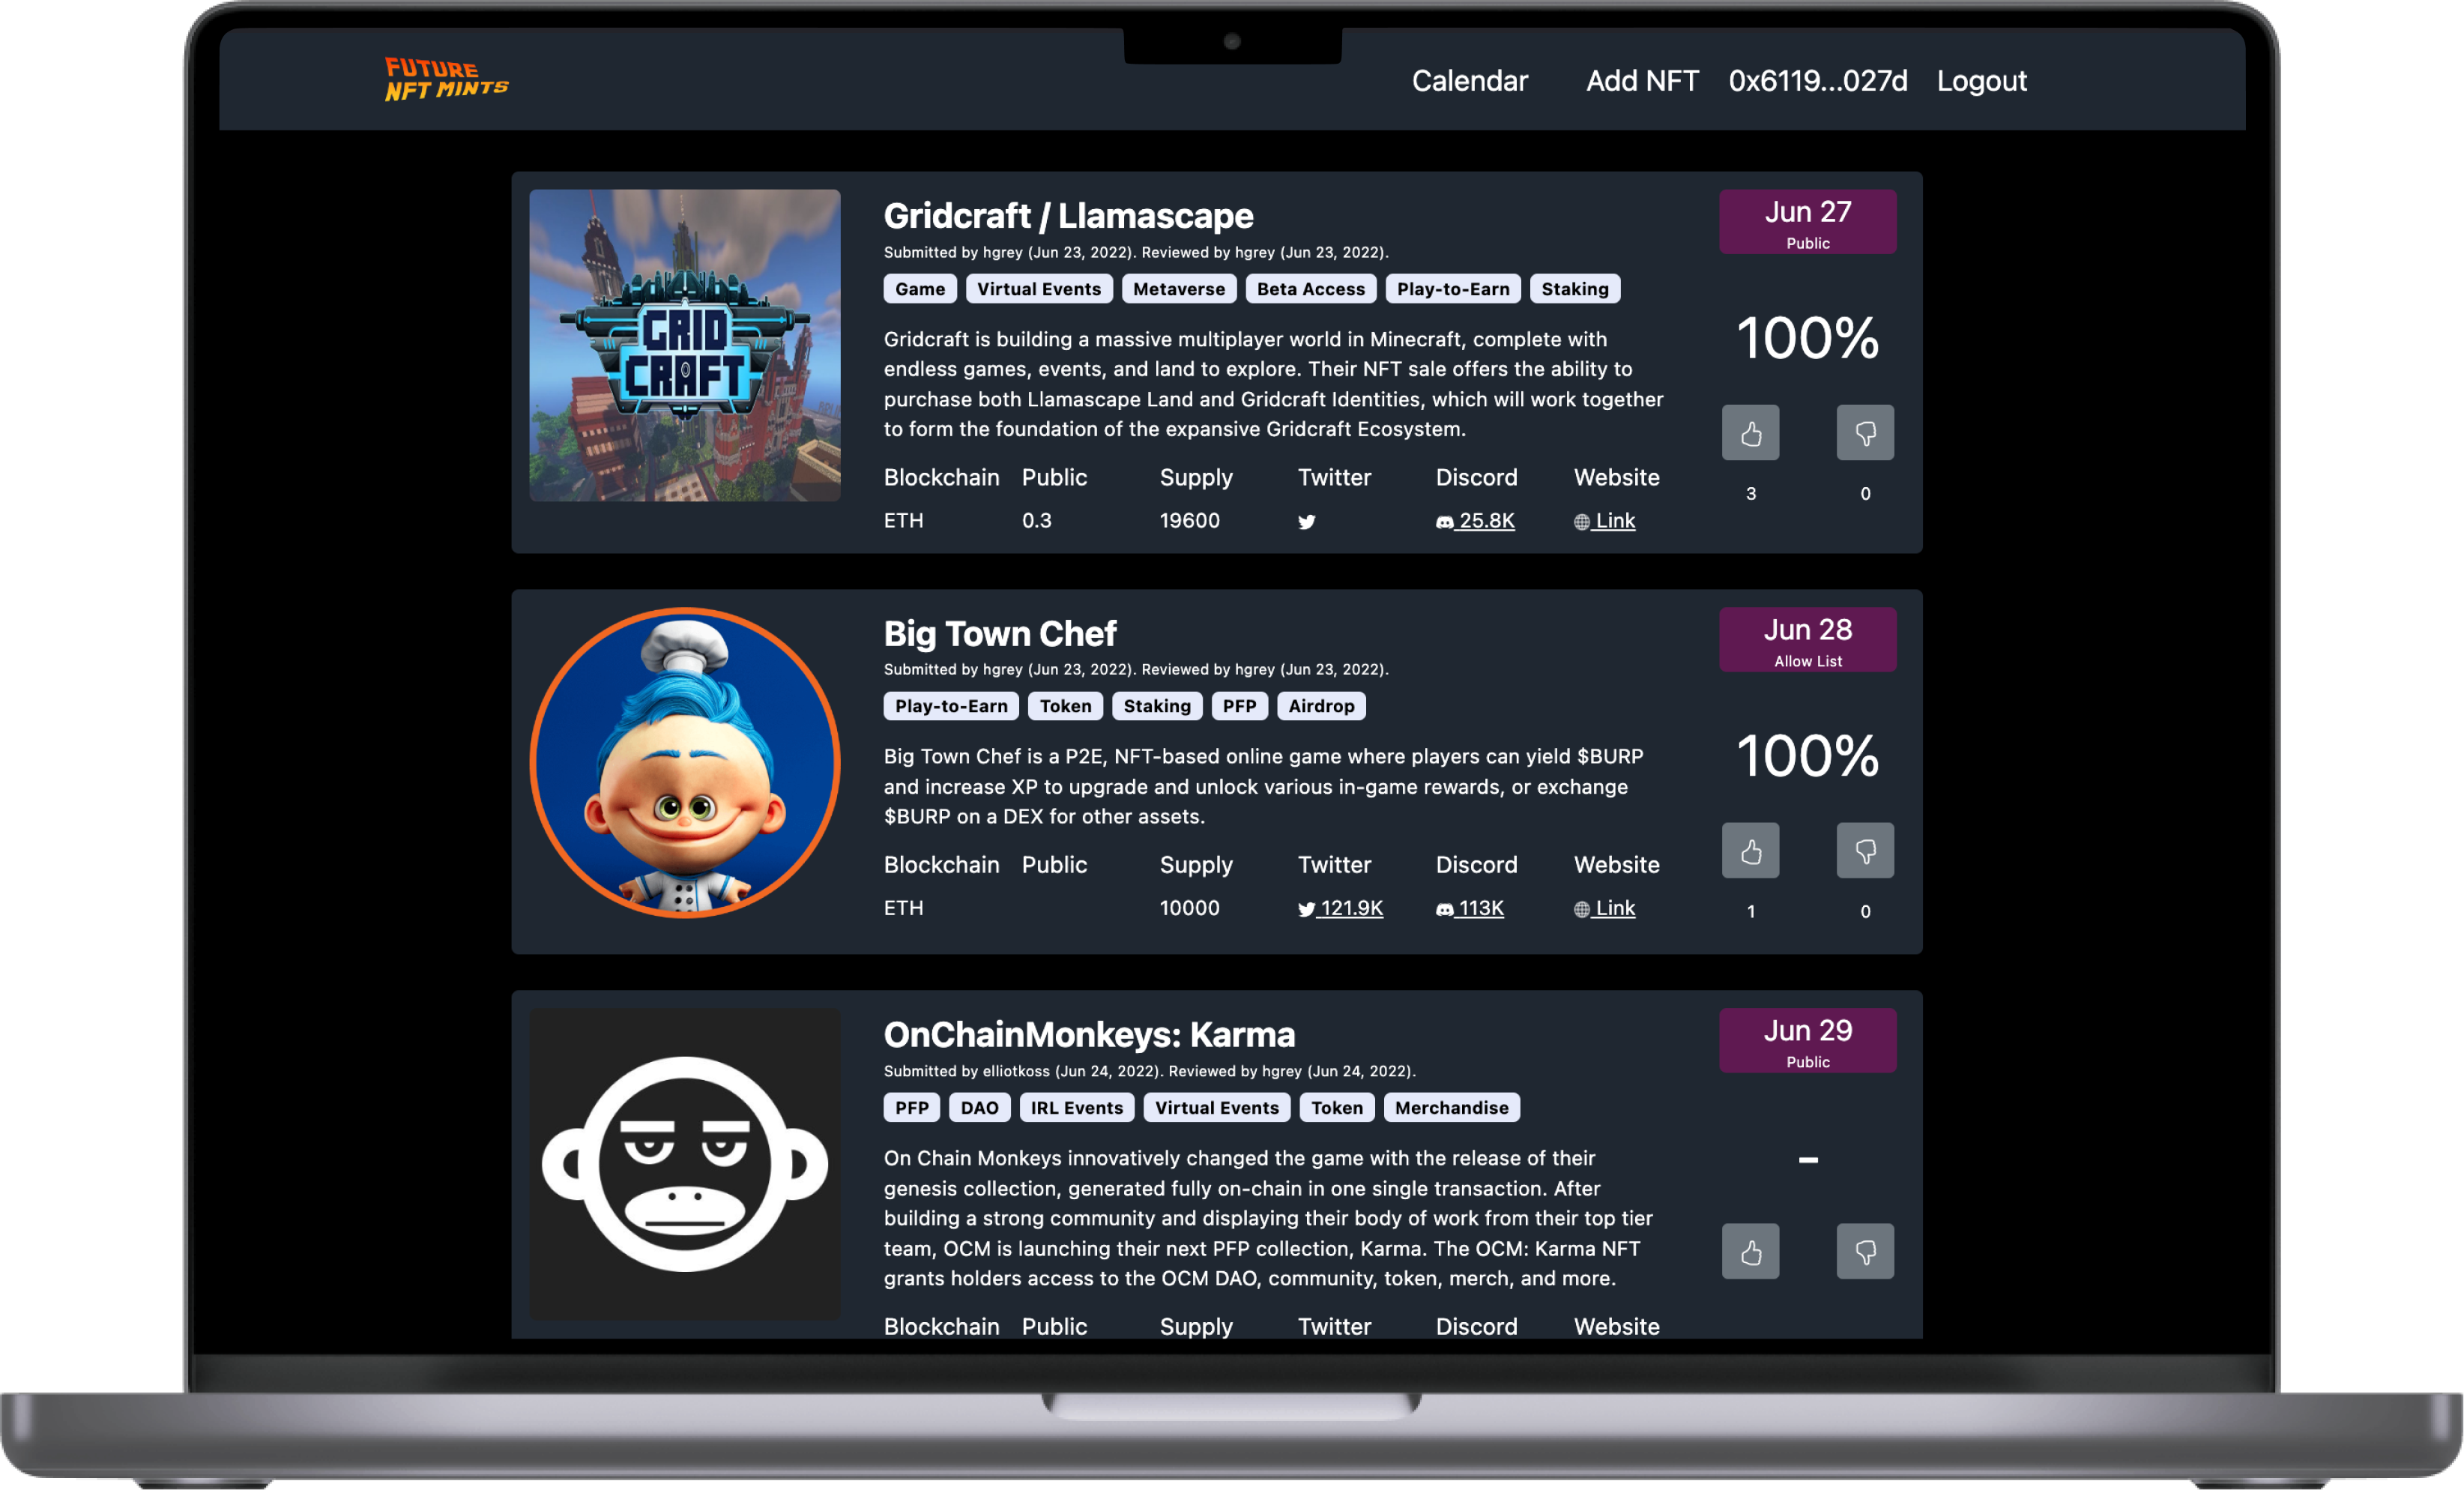 FUTURE
NFT MINTS
Calendar Add NFT 0x6119...027d Logout
GRID
CRAFT
Gridcraft / Llamascape
Submitted by hgrey (Jun 23, 2022). Reviewed by hgrey (Jun 23, 2022).
Game Virtual Events Metaverse Beta Access Play-to-Earn Staking
Gridcraft is building a massive multiplayer world in Minecraft, complete with
endless games, events, and land to explore. Their NFT sale offers the ability to
purchase both Llamascape Land and Gridcraft Identities, which will work together
to form the foundation of the expansive Gridcraft Ecosystem.
Blockchain Public Supply Twitter Discord Website
ETH 0.3 19600 25.8K Link
Jun 27
Public
100%
3 0
Big Town Chef
Submitted by hgrey (Jun 23, 2022). Reviewed by hgrey (Jun 23, 2022).
Play-to-Earn Token Staking PFP Airdrop
Big Town Chef is a P2E, NFT-based online game where players can yield $BURP
and increase XP to upgrade and unlock various in-game rewards, or exchange
$BURP on a DEX for other assets.
Blockchain Public Supply Twitter Discord Website
ETH 10000 121.9K 113K Link
Jun 28
Allow List
100%
1 0
OnChainMonkeys: Karma
Submitted by elliotkoss (Jun 24, 2022). Reviewed by hgrey (Jun 24, 2022).
PFP DAO IRL Events Virtual Events Token Merchandise
On Chain Monkeys innovatively changed the game with the release of their
genesis collection, generated fully on-chain in one single transaction. After
building a strong community and displaying their body of work from their top tier
team, OCM is launching their next PFP collection, Karma. The OCM: Karma NFT
grants holders access to the OCM DAO, community, token, merch, and more.
Blockchain Public Supply Twitter Discord Website
Jun 29
Public
-